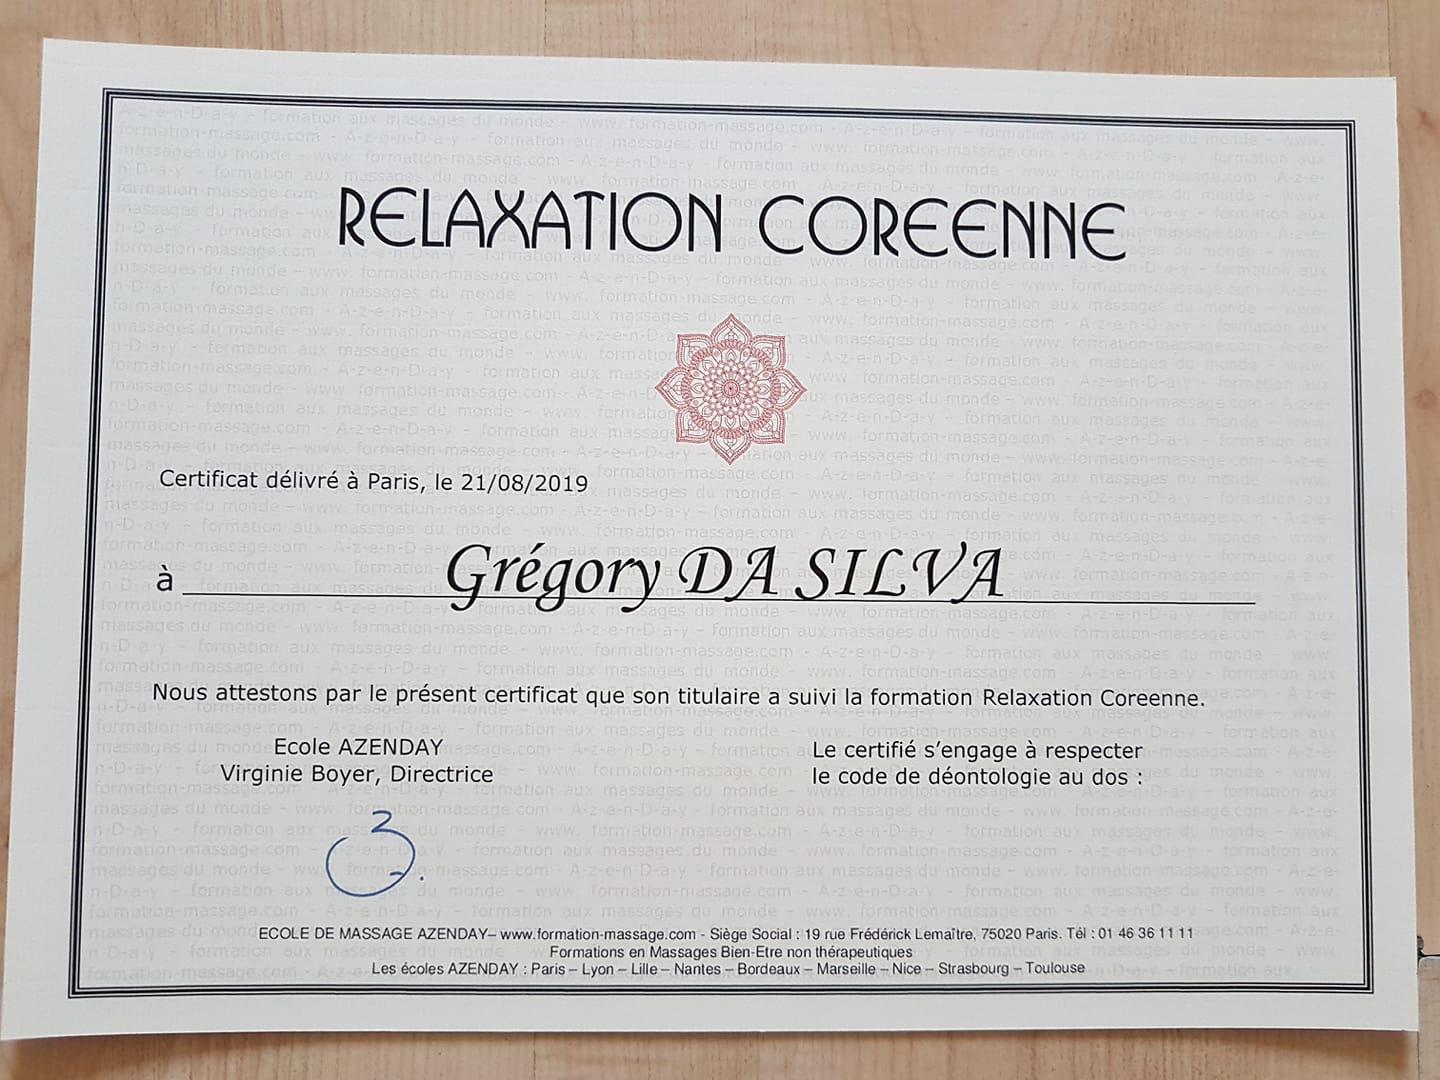 RELAXATION COREENNE
Certificat délivré à Paris, le 21/08/2019
à Grégory DA SILVA
Nous attestons par le présent certificat que son titulaire a suivi la formation Relaxation Coreenne.
Ecole AZENDAY
Virginie Boyer, Directrice
Le certifié s’engage à respecter
le code de déontologie au dos :
ECOLE DE MASSAGE AZENDAY– www.formation-massage.com - Siège Social : 19 rue Frédérick Lemaître, 75020 Paris. Tél : 01 46 36 11 11
Formations en Massages Bien-Etre non thérapeutiques
Les écoles AZENDAY : Paris – Lyon – Lille – Nantes – Bordeaux – Marseille – Nice – Strasbourg – Toulouse